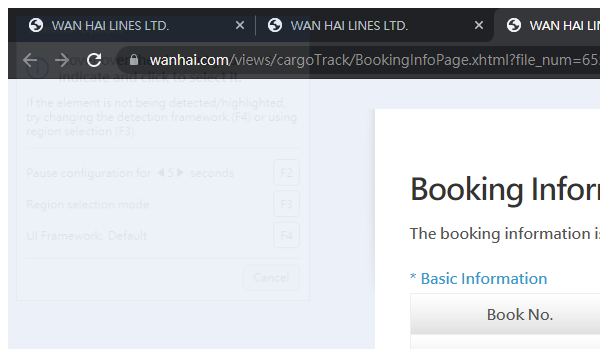 WAN HAI LINES LTD.
WAN HAI LINES LTD.
WAN HAI LIN
wanhai.com/views/cargoTrack/BookingInfoPage.xhtml?file_num=65
indicate and click to select it.
If the element is not being detected/highlighted,
try changing the detection framework (F4) or using
region selection (F3)
Pause configuration for ◀ 5 ▶ seconds F2
Region selection mode F3
UI Framework: Default F4
Cancel
Booking Infor
The booking information is
* Basic Information
Book No.